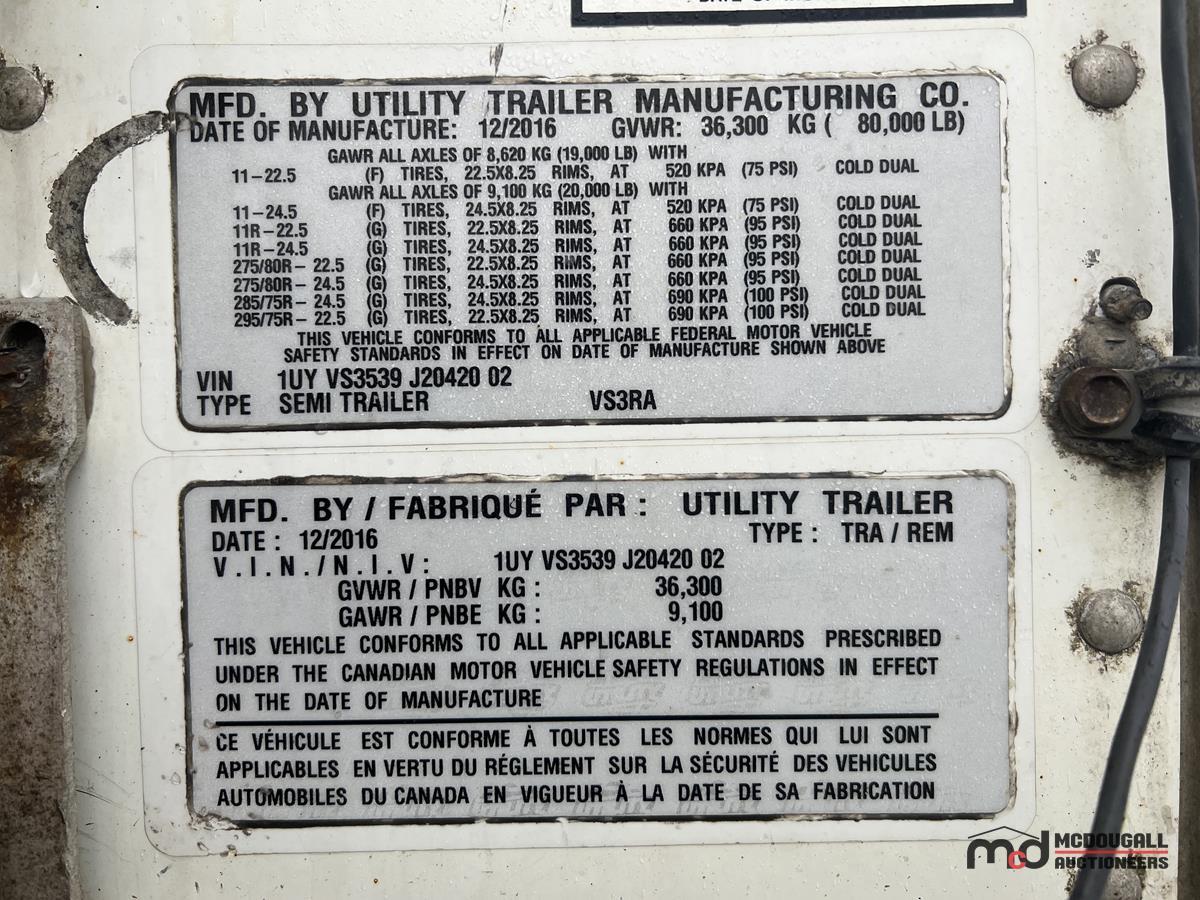 MFD. BY UTILITY TRAILER MANUFACTURING CO.
DATE OF MANUFACTURE: 12/2016 GVWR: 36,300 KG ( 80,000 LB)
GAWR ALL AXLES OF 8,620 KG (19,000 LB) WITH
11-22.5 (F) TIRES, 22.5X8.25 RIMS, AT 520 KPA (75 PSI) COLD DUAL
GAWR ALL AXLES OF 9,100 KG (20,000 LB) WITH
11-24.5 (F) TIRES, 24.5X8.25 RIMS, AT 520 KPA (75 PSI) COLD DUAL
11R-22.5 (G) TIRES, 22.5X8.25 RIMS, AT 660 KPA (95 PSI) COLD DUAL
11R-24.5 (G) TIRES, 24.5X8.25 RIMS, AT 660 KPA (95 PSI) COLD DUAL
275/80R- 22.5 (G) TIRES, 22.5X8.25 RIMS, AT 660 KPA (95 PSI) COLD DUAL
275/80R- 24.5 (G) TIRES, 24.5X8.25 RIMS, AT 660 KPA (95 PSI) COLD DUAL
285/75R- 24.5 (G) TIRES, 24.5X8.25 RIMS, AT 690 KPA (100 PSI) COLD DUAL
295/75R- 22.5 (G) TIRES, 22.5X8.25 RIMS, AT 690 KPA (100 PSI) COLD DUAL
THIS VEHICLE CONFORMS TO ALL APPLICABLE FEDERAL MOTOR VEHICLE
SAFETY STANDARDS IN EFFECT ON DATE OF MANUFACTURE SHOWN ABOVE
VIN 1UY VS3539 J20420 02
TYPE SEMI TRAILER VS3RA
MFD. BY / FABRIQUÉ PAR : UTILITY TRAILER
DATE : 12/2016 TYPE : TRA / REM
V.I.N./N.I.V: 1UY VS3539 J20420 02
GVWR / PNBV KG : 36,300
GAWR / PNBE KG : 9,100
THIS VEHICLE CONFORMS TO ALL APPLICABLE STANDARDS PRESCRIBED
UNDER THE CANADIAN MOTOR VEHICLE SAFETY REGULATIONS IN EFFECT
ON THE DATE OF MANUFACTURE
CE VÉHICULE EST CONFORME À TOUTES LES NORMES QUI LUI SONT
APPLICABLES EN VERTU DU RÉGLEMENT SUR LA SÉCURITÉ DES VEHICULES
AUTOMOBILES DU CANADA EN VIGUEUR À LA DATE DE SA FABRICATION
mcd MCDOUGALL
AUCTIONEERS